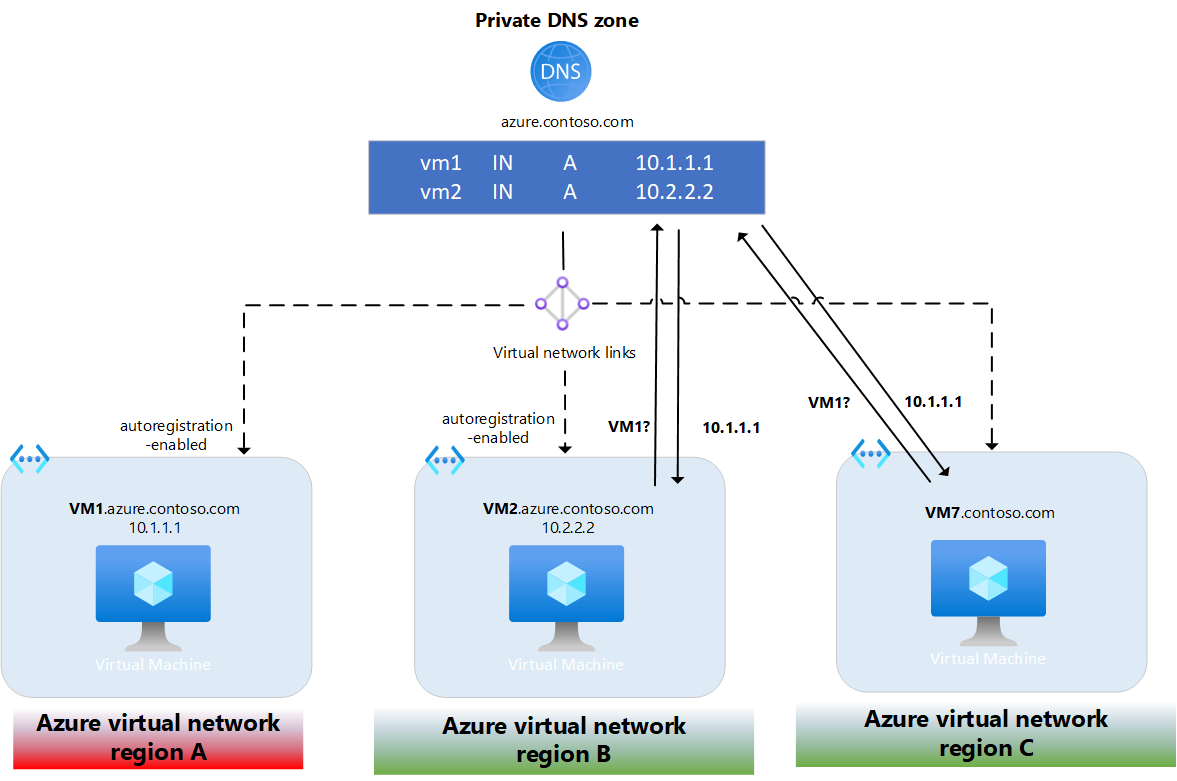 Private DNS zone
DNS
azure.contoso.com
vm1 IN A 10.1.1.1
vm2 IN A 10.2.2.2
Virtual network links
autoregistration
-enabled
autoregistration
-enabled
VM1?
10.1.1.1
VM1?
10.1.1.1
VM1.azure.contoso.com
10.1.1.1
Virtual Machine
VM2.azure.contoso.com
10.2.2.2
Virtual Machine
VM7.contoso.com
Virtual Machine
Azure virtual network
region A
Azure virtual network
region B
Azure virtual network
region C